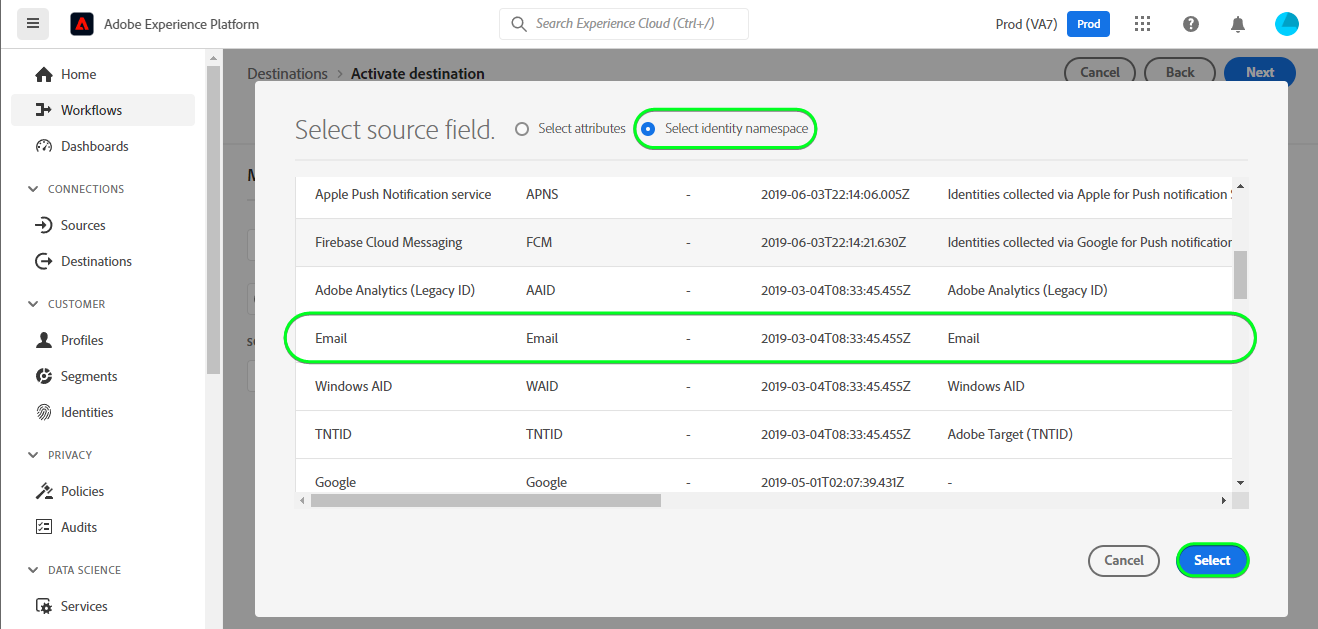 Adobe Experience Platform
Search Experience Cloud (Ctrl+/)
Prod (VA7)
Prod
Home
Workflows
Dashboards
CONNECTIONS
Sources
Destinations
CUSTOMER
Profiles
Segments
Identities
PRIVACY
Policies
Audits
DATA SCIENCE
Services
Destinations > Activate destination
Cancel Back Next
Select source field. Select attributes Select identity namespace
Apple Push Notification service APNS - 2019-06-03T22:14:06.005Z Identities collected via Apple for Push notification
Firebase Cloud Messaging FCM - 2019-06-03T22:14:21.630Z Identities collected via Google for Push notification
Adobe Analytics (Legacy ID) AAID - 2019-03-04T08:33:45.455Z Adobe Analytics (Legacy ID)
Email Email - 2019-03-04T08:33:45.455Z Email
Windows AID WAID - 2019-03-04T08:33:45.455Z Windows AID
TNTID TNTID - 2019-03-04T08:33:45.455Z Adobe Target (TNTID)
Google Google - 2019-05-01T02:07:39.431Z -
Cancel Select